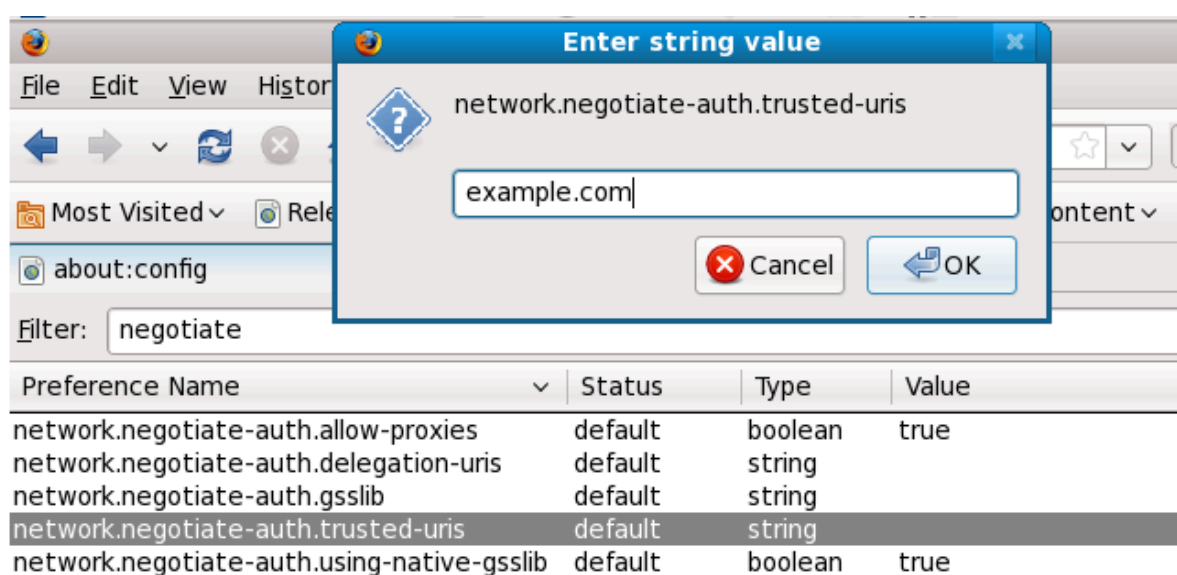 Enter string value
File Edit View Histor
network.negotiate-auth.trusted-uris
example.com
Most Visited Rele ontent
Cancel OK
about:config
Filter: negotiate
Preference Name Status Type Value
network.negotiate-auth.allow-proxies default boolean true
network.negotiate-auth.delegation-uris default string
network.negotiate-auth.gsslib default string
network.negotiate-auth.trusted-uris default string
network.negotiate-auth.using-native-gsslib default boolean true